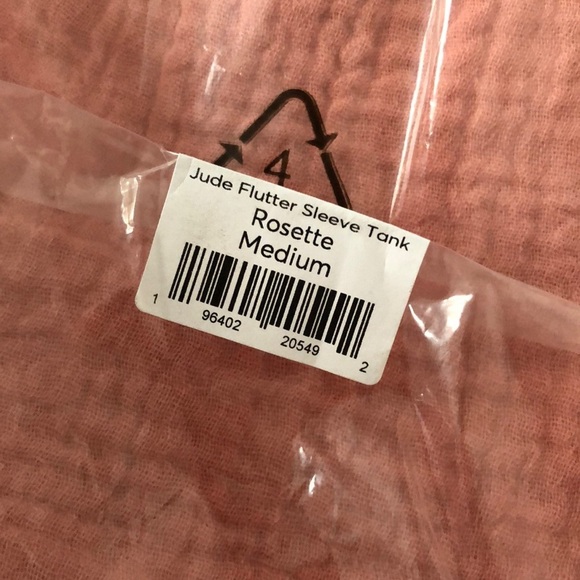 4
Jude Flutter Sleeve Tank
Rosette
Medium
1 96402 20549 2